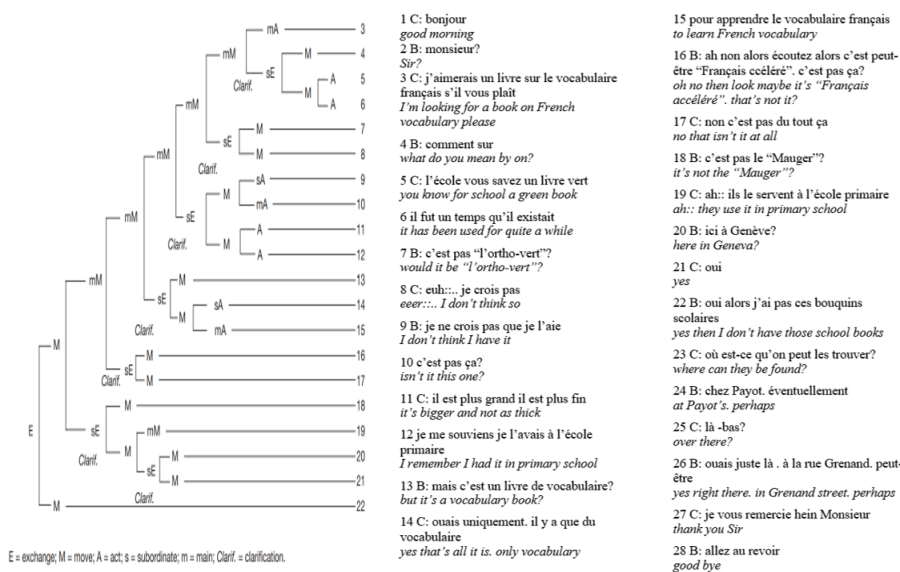 mA 3
mM M 4
Clarif. sE A 5
M
mM A 6
M 7
sE
mM Clarif. M 8
sA 9
M
mA 10
mM sE
A 11
Clarif. M
A 12
mM M 13
sE sA 14
M
Clarif. mA 15
M M 16
sE
Clarif. M 17
M 18
E sE mM 19
M
Clarif. M 20
sE
M 21
Clarif.
M 22
E = exchange; M = move; A = act; s = subordinate; m = main; Clarif. = clarification.
1 C: bonjour
good morning
2 B: monsieur?
Sir?
3 C: j’aimerais un livre sur le vocabulaire
français s’il vous plaît
I’m looking for a book on French
vocabulary please
4 B: comment sur
what do you mean by on?
5 C: l’école vous savez un livre vert
you know for school a green book
6 il fut un temps qu’il existait
it has been used for quite a while
7 B: c’est pas “l’ortho-vert”?
would it be “l’ortho-vert”?
8 C: euh::.. je crois pas
eeer::.. I don’t think so
9 B: je ne crois pas que je l’aie
I don’t think I have it
10 c’est pas ça?
isn’t it this one?
11 C: il est plus grand il est plus fin
it’s bigger and not as thick
12 je me souviens je l’avais à l’école
primaire
I remember I had it in primary school
13 B: mais c’est un livre de vocabulaire?
but it’s a vocabulary book?
14 C: ouais uniquement. il y a que du
vocabulaire
yes that’s all it is. only vocabulary
15 pour apprendre le vocabulaire français
to learn French vocabulary
16 B: ah non alors écoutez alors c’est peut-
être “Français ccéléré”. c’est pas ça?
oh no then look maybe it’s “Français
accéléré”. that’s not it?
17 C: non c’est pas du tout ça
no that isn’t it at all
18 B: c’est pas le “Mauger”?
it’s not the “Mauger”?
19 C: ah:: ils le servent à l’école primaire
ah:: they use it in primary school
20 B: ici à Genève?
here in Geneva?
21 C: oui
yes
22 B: oui alors j’ai pas ces bouquins
scolaires
yes then I don’t have those school books
23 C: où est-ce qu’on peut les trouver?
where can they be found?
24 B: chez Payot. éventuellement
at Payot’s. perhaps
25 C: là -bas?
over there?
26 B: ouais juste là . à la rue Grenand. peut-
être
yes right there. in Grenand street. perhaps
27 C: je vous remercie hein Monsieur
thank you Sir
28 B: allez au revoir
good bye